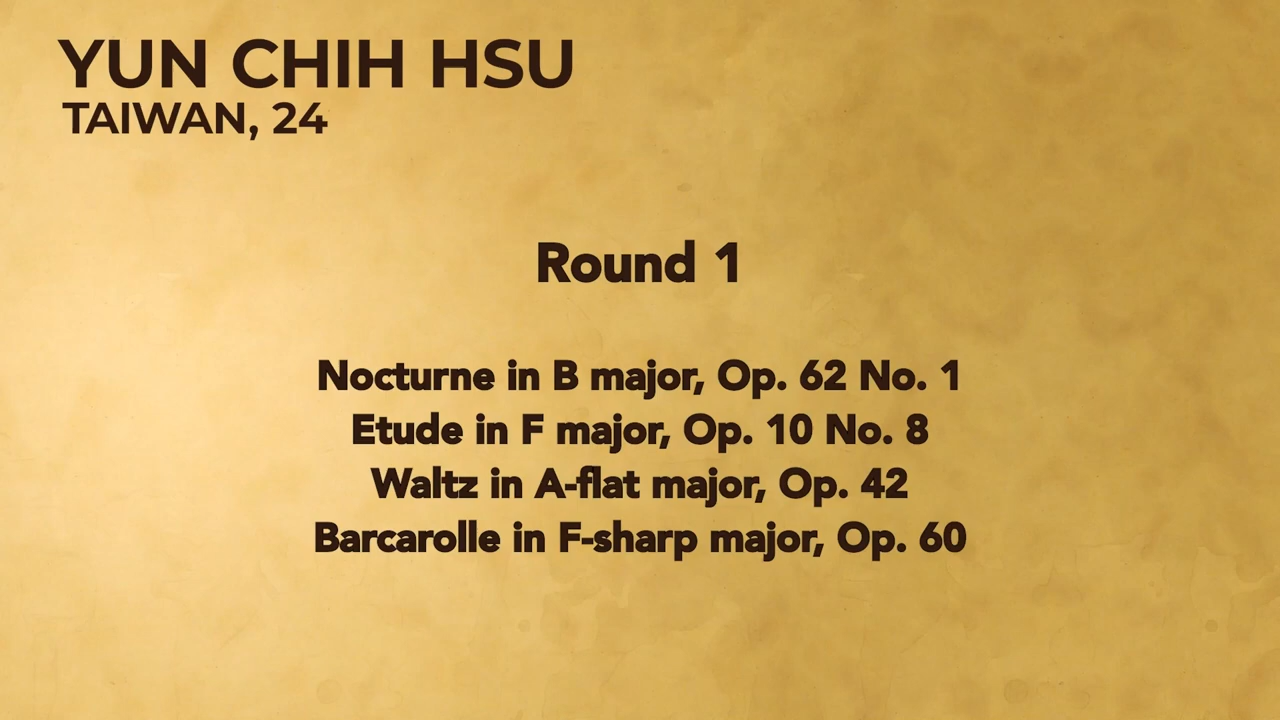 YUN CHIH HSU
TAIWAN, 24
Round 1
Nocturne in B major, Op. 62 No. 1
Etude in F major, Op. 10 No. 8
Waltz in A-flat major, Op. 42
Barcarolle in F-sharp major, Op. 60